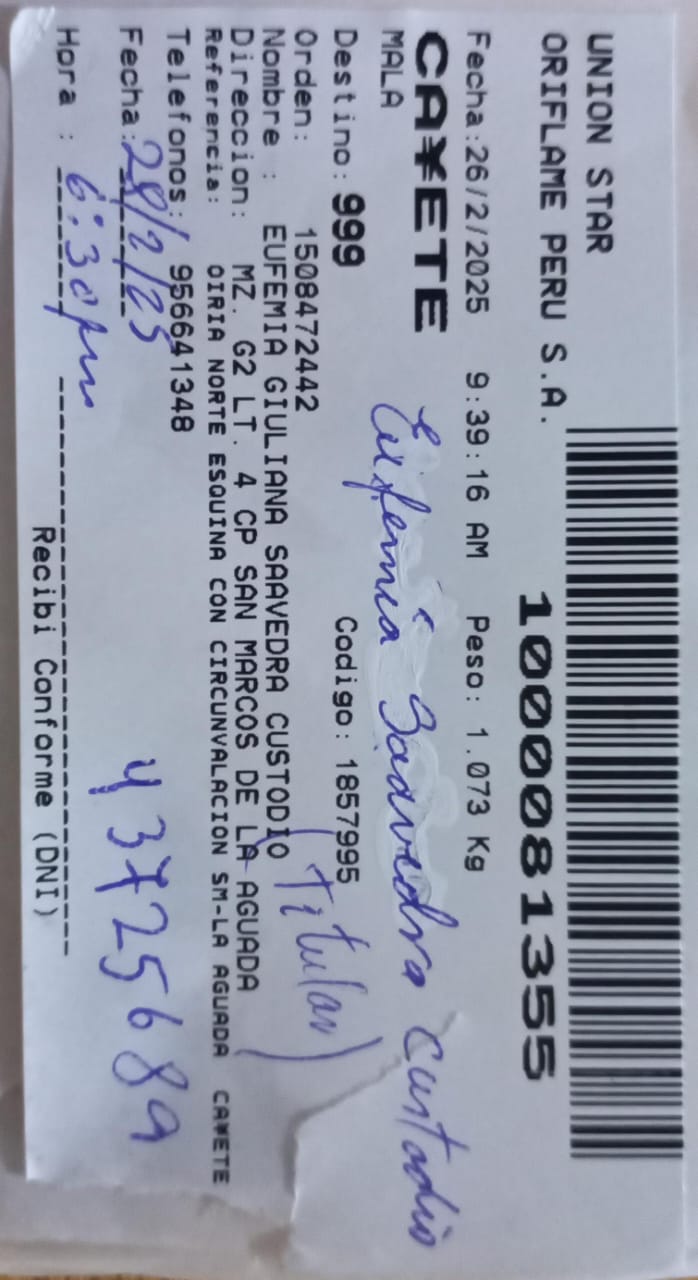 UNION STAR
ORIFLAME PERU S.A.
1000081355
Fecha:26/2/2025 9:39:16 AM Peso: 1.073 Kg
CA¥ETE
MALA
Eufemia Saavedra Custodio
Destino: 999 Codigo: 1857995
Orden: 1508472442
(titular)
Nombre : EUFEMIA GIULIANA SAAVEDRA CUSTODIO
Direccion: MZ. G2 LT. 4 CP SAN MARCOS DE LA AGUADA
Referencia: OIRIA NORTE ESQUINA CON CIRCUNVALACION SM-LA AGUADA CA¥ETE
Telefonos: 956641348
Fecha: 28/2/25 43725689
Hora : 6:30pm
Recibi Conforme (DNI)